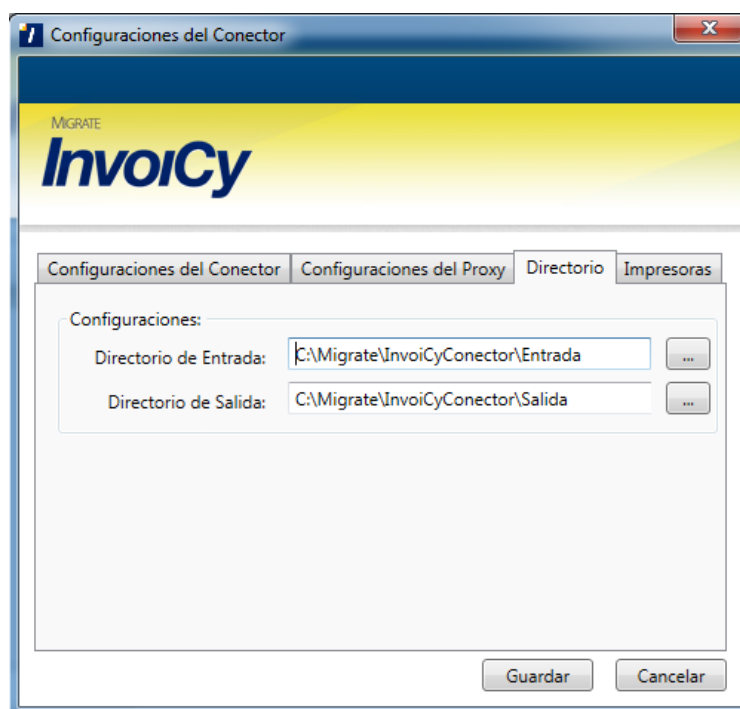 Configuraciones del Conector
MIGRATE
InvoiCy
Configuraciones del Conector Configuraciones del Proxy Directorio Impresoras
Configuraciones:
Directorio de Entrada: C:\Migrate\InvoiCyConector\Entrada ...
Directorio de Salida: C:\Migrate\InvoiCyConector\Salida ...
Guardar Cancelar